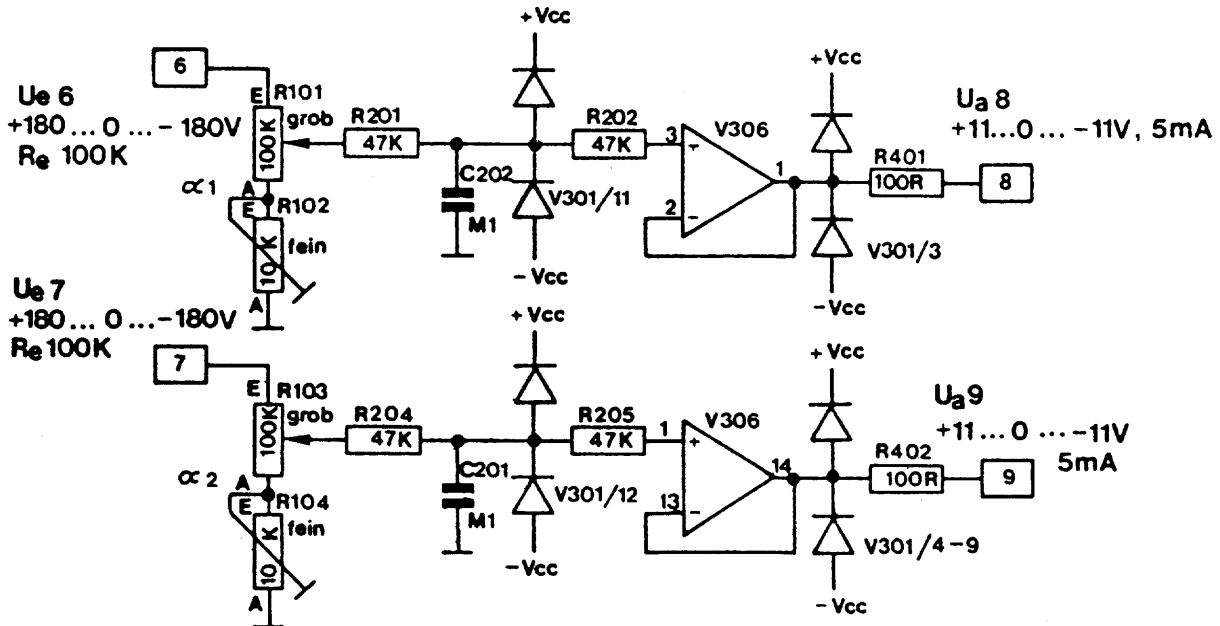 +Vcc
6
+Vcc
Ue 6
+180...0...-180V
Re 100K
E R101
grob
100K
R201
47K
R202
47K
3
-
V306
1
2
-
Ua 8
+11...0...-11V, 5mA
R401
100R
8
C202
M1
V301/11
-Vcc
V301/3
-Vcc
∝1
A
E
R102
10K
fein
A
Ue 7
+180...0...-180V
Re 100K
7
+Vcc
+Vcc
E R103
grob
100K
R204
47K
R205
47K
1
+
V306
14
13
-
Ua9
+11...0...-11V
5mA
R402
100R
9
C201
M1
V301/12
-Vcc
V301/4-9
-Vcc
∝2
A
E
R104
10K
fein
A